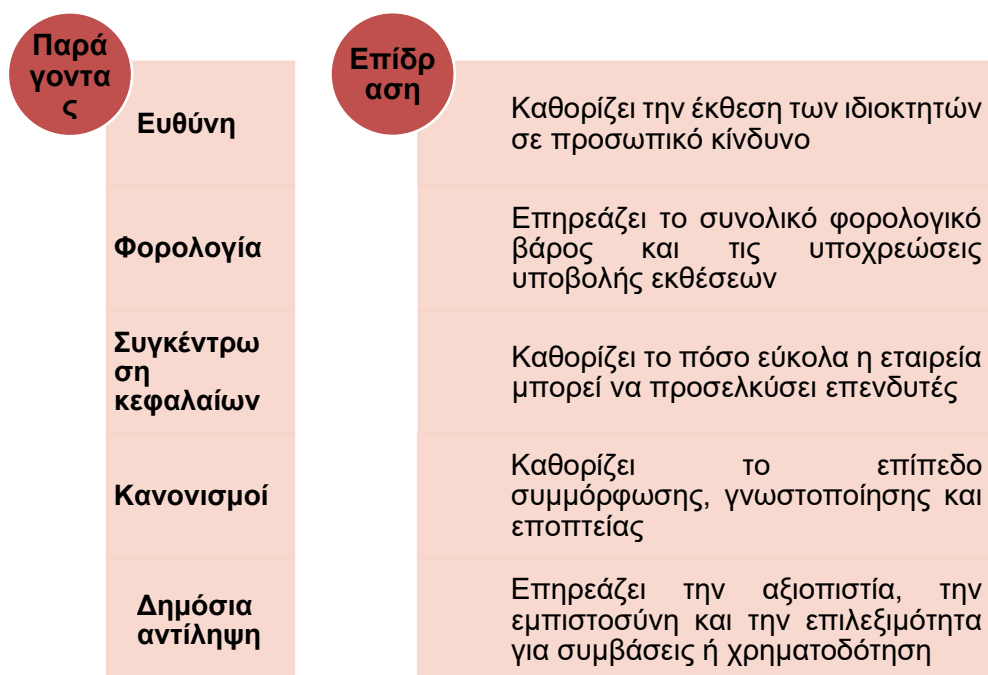 Παρά
γοντα
ς
Επίδρ
αση
Ευθύνη
Καθορίζει την έκθεση των ιδιοκτητών
σε προσωπικό κίνδυνο
Φορολογία
Επηρεάζει το συνολικό φορολογικό
βάρος και τις υποχρεώσεις
υποβολής εκθέσεων
Συγκέντρω
ση
κεφαλαίων
Καθορίζει το πόσο εύκολα η εταιρεία
μπορεί να προσελκύσει επενδυτές
Κανονισμοί
Καθορίζει το επίπεδο
συμμόρφωσης, γνωστοποίησης και
εποπτείας
Δημόσια
αντίληψη
Επηρεάζει την αξιοπιστία, την
εμπιστοσύνη και την επιλεξιμότητα
για συμβάσεις ή χρηματοδότηση